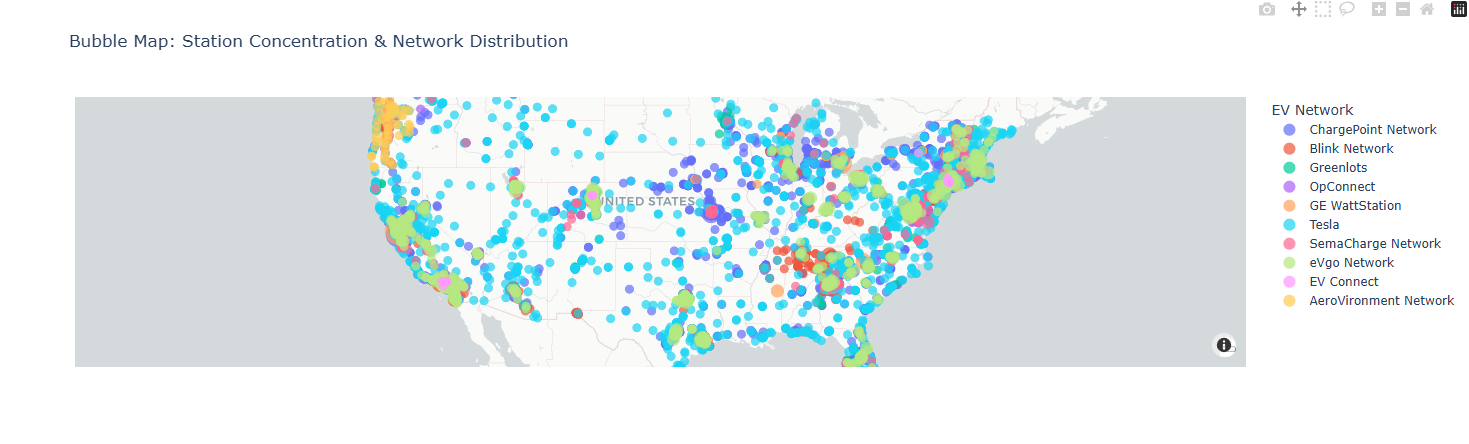 Bubble Map: Station Concentration & Network Distribution
UNITED STATES
EV Network
ChargePoint Network
Blink Network
Greenlots
OpConnect
GE WattStation
Tesla
SemaCharge Network
eVgo Network
EV Connect
AeroVironment Network